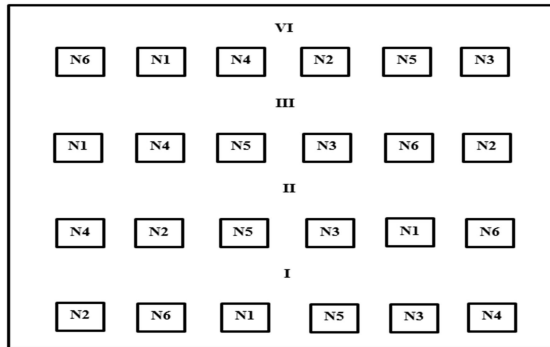 VI
N6 N1 N4 N2 N5 N3
III
N1 N4 N5 N3 N6 N2
II
N4 N2 N5 N3 N1 N6
I
N2 N6 N1 N5 N3 N4